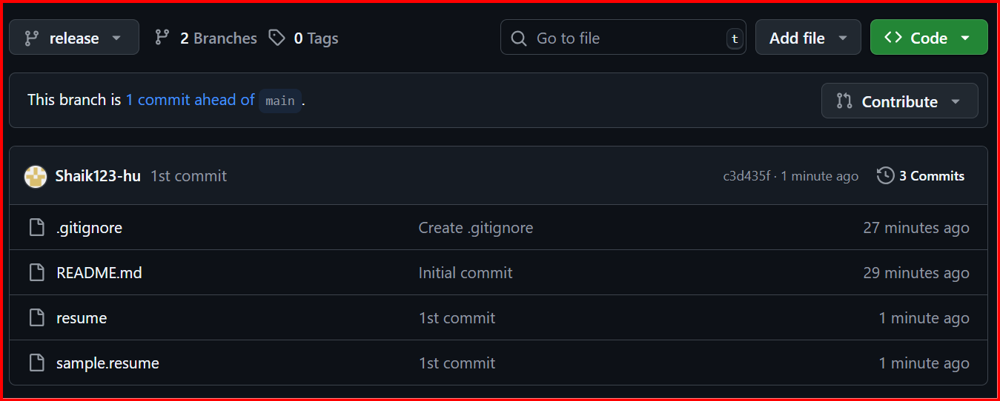 release 2 Branches 0 Tags Go to file t Add file Code
This branch is 1 commit ahead of main.
Contribute
Shaik123-hu 1st commit c3d435f · 1 minute ago 3 Commits
.gitignore Create .gitignore 27 minutes ago
README.md Initial commit 29 minutes ago
resume 1st commit 1 minute ago
sample.resume 1st commit 1 minute ago